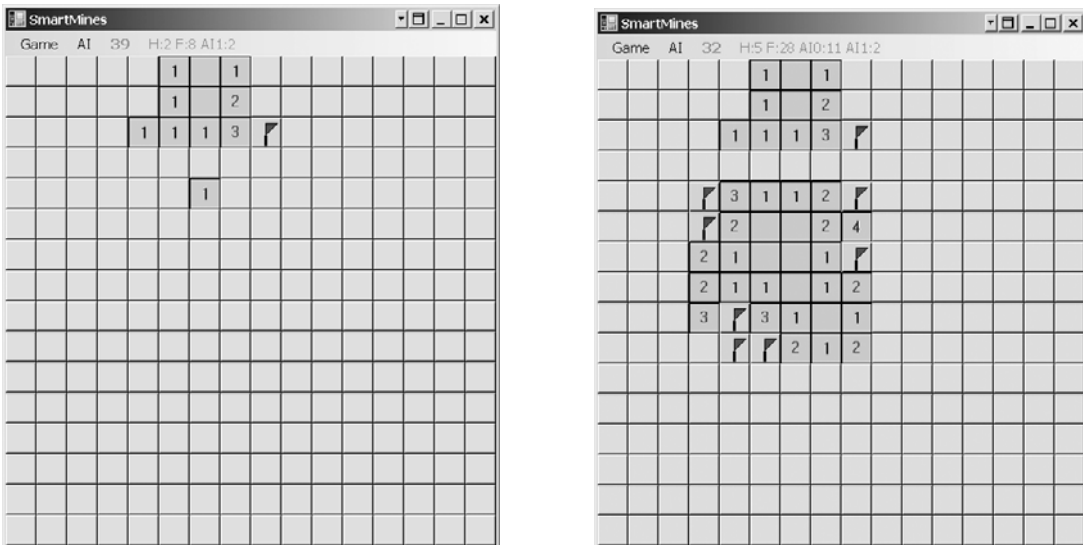 SmartMines
Game AI 39 H:2 F:8 AI1:2
1 1
1 2
1 1 1 3
1
SmartMines
Game AI 32 H:5 F:28 AI0:11 AI1:2
1 1
1 2
1 1 1 3
3 1 1 2
2 2 4
2 1 1
2 1 1 1 2
3 3 1 1
2 1 2